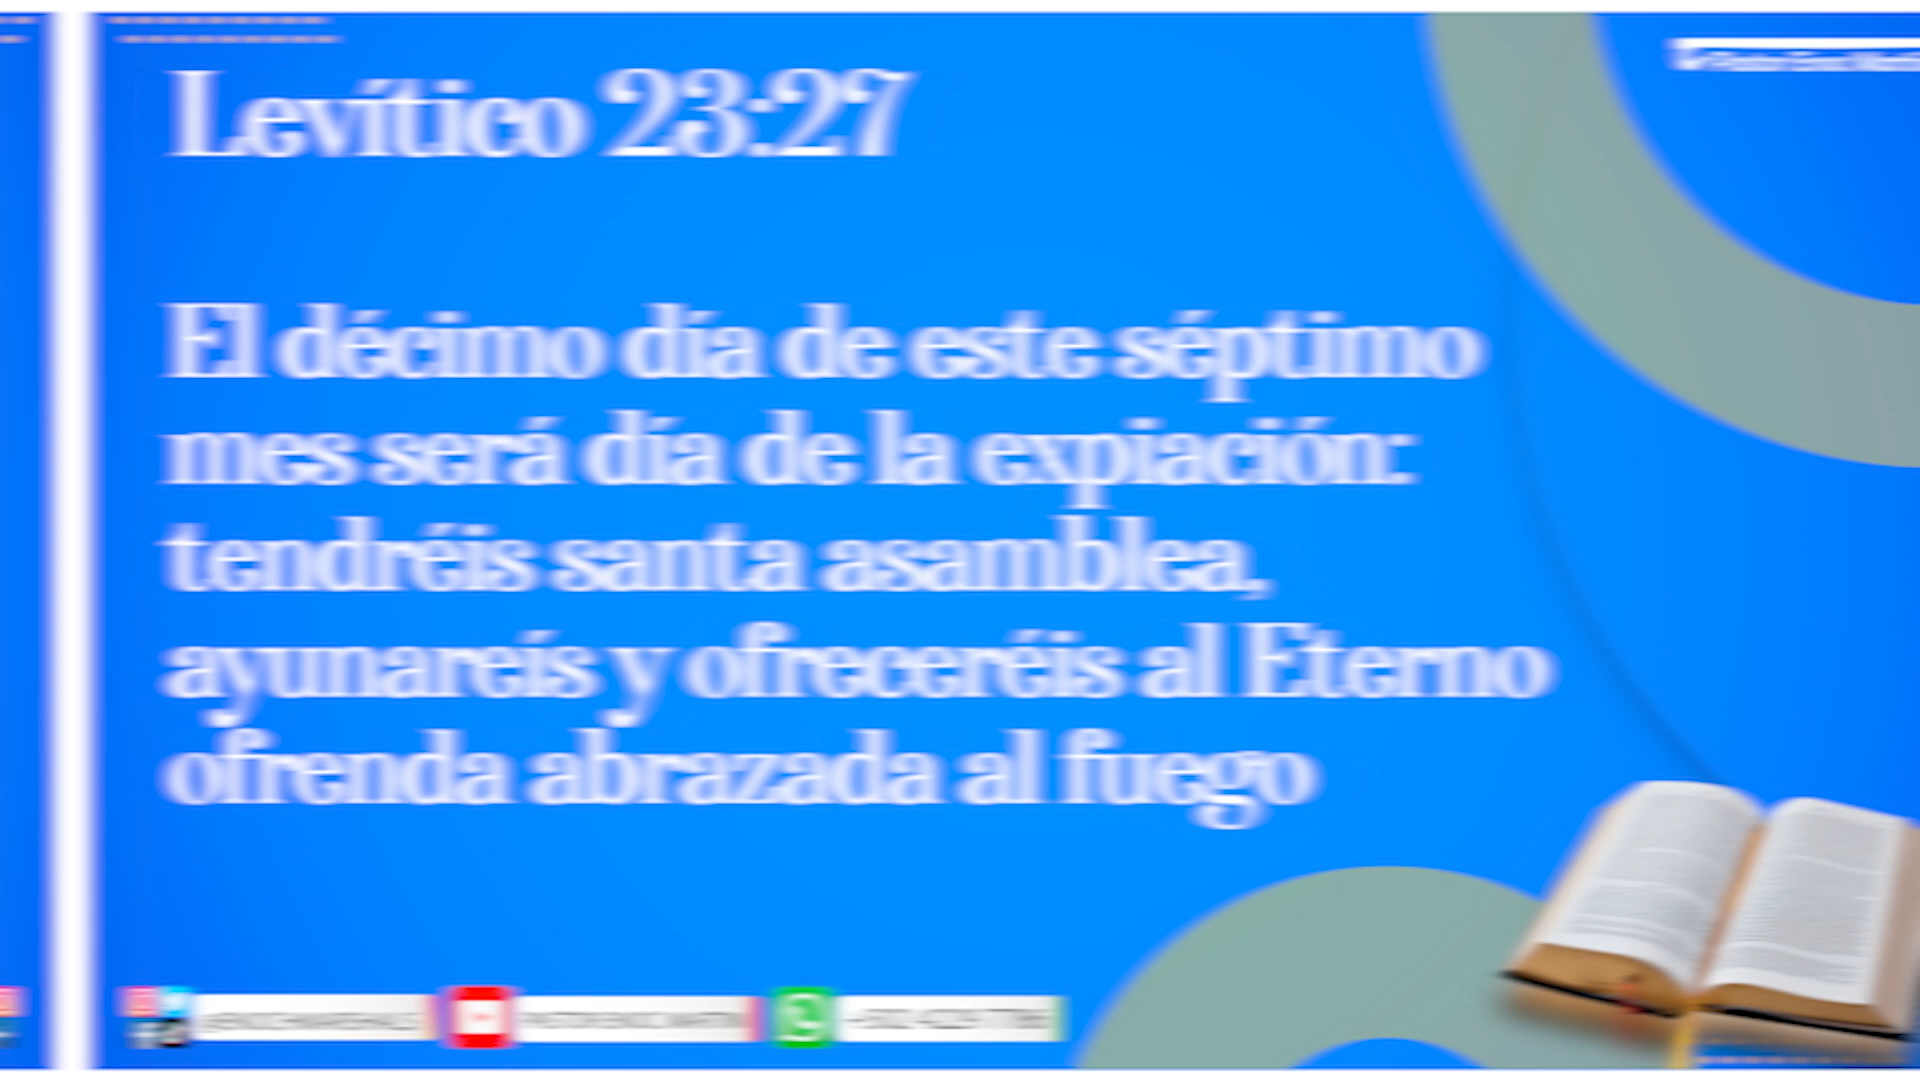 Levítico 23:27
El décimo día de este séptimo
mes será día de la expiación:
tendréis santa asamblea,
ayunareís y ofreceréis al Eterno
ofrenda abrazada al fuego